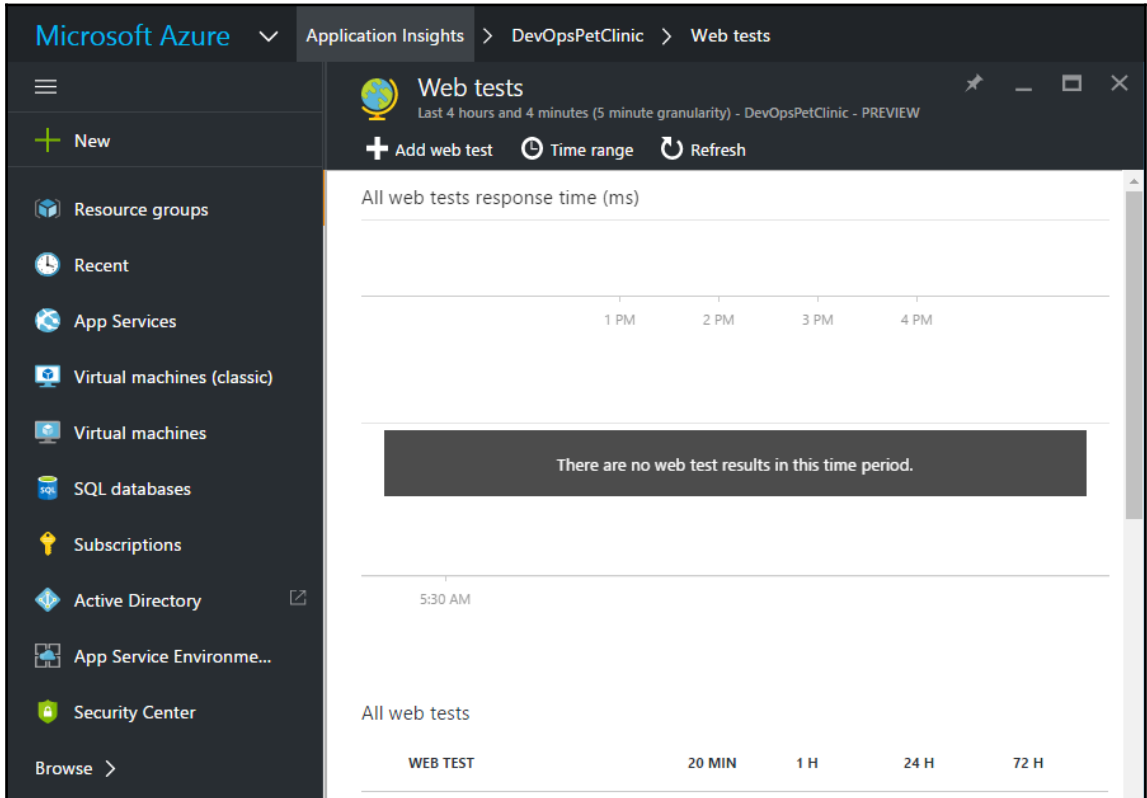 Microsoft Azure Application Insights > DevOpsPetClinic > Web tests
New
Resource groups
Recent
App Services
Virtual machines (classic)
Virtual machines
SQL SQL databases
Subscriptions
Active Directory
App Service Environme...
Security Center
Browse >
Web tests
Last 4 hours and 4 minutes (5 minute granularity) - DevOpsPetClinic - PREVIEW
Add web test Time range Refresh
All web tests response time (ms)
1 PM 2 PM 3 PM 4 PM
There are no web test results in this time period.
5:30 AM
All web tests
WEB TEST 20 MIN 1 H 24 H 72 H